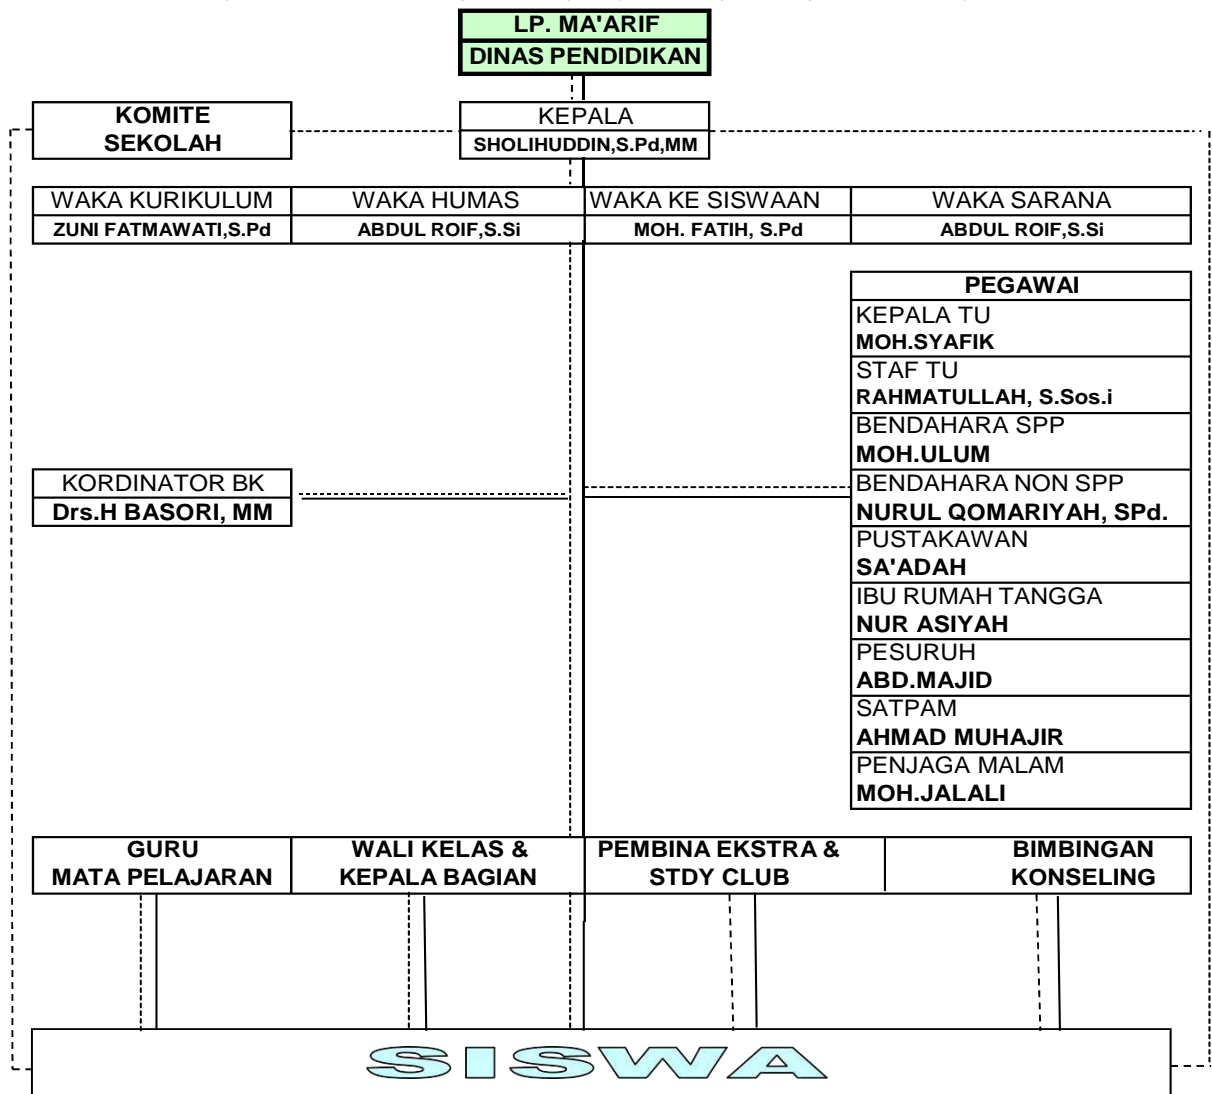 LP. MA'ARIF
DINAS PENDIDIKAN
KOMITE
SEKOLAH
KEPALA
SHOLIHUDDIN,S.Pd,MM
WAKA KURIKULUM
ZUNI FATMAWATI,S.Pd
WAKA HUMAS
ABDUL ROIF,S.Si
WAKA KE SISWAAN
MOH. FATIH, S.Pd
WAKA SARANA
ABDUL ROIF,S.Si
PEGAWAI
KEPALA TU
MOH.SYAFIK
STAF TU
RAHMATULLAH, S.Sos.i
BENDAHARA SPP
MOH.ULUM
BENDAHARA NON SPP
NURUL QOMARIYAH, SPd.
PUSTAKAWAN
SA'ADAH
IBU RUMAH TANGGA
NUR ASIYAH
PESURUH
ABD.MAJID
SATPAM
AHMAD MUHAJIR
PENJAGA MALAM
MOH.JALALI
KORDINATOR BK
Drs.H BASORI, MM
GURU
MATA PELAJARAN
WALI KELAS &
KEPALA BAGIAN
PEMBINA EKSTRA &
STDY CLUB
BIMBINGAN
KONSELING
SISWA